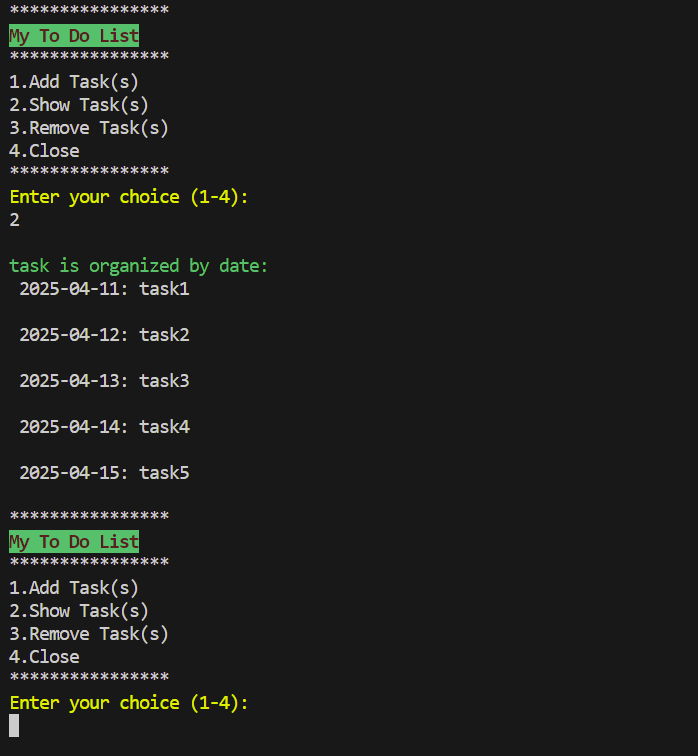 ****************
My To Do List
****************
1.Add Task(s)
2.Show Task(s)
3.Remove Task(s)
4.Close
****************
Enter your choice (1-4):
2
task is organized by date:
2025-04-11: task1
2025-04-12: task2
2025-04-13: task3
2025-04-14: task4
2025-04-15: task5
****************
My To Do List
****************
1.Add Task(s)
2.Show Task(s)
3.Remove Task(s)
4.Close
****************
Enter your choice (1-4):